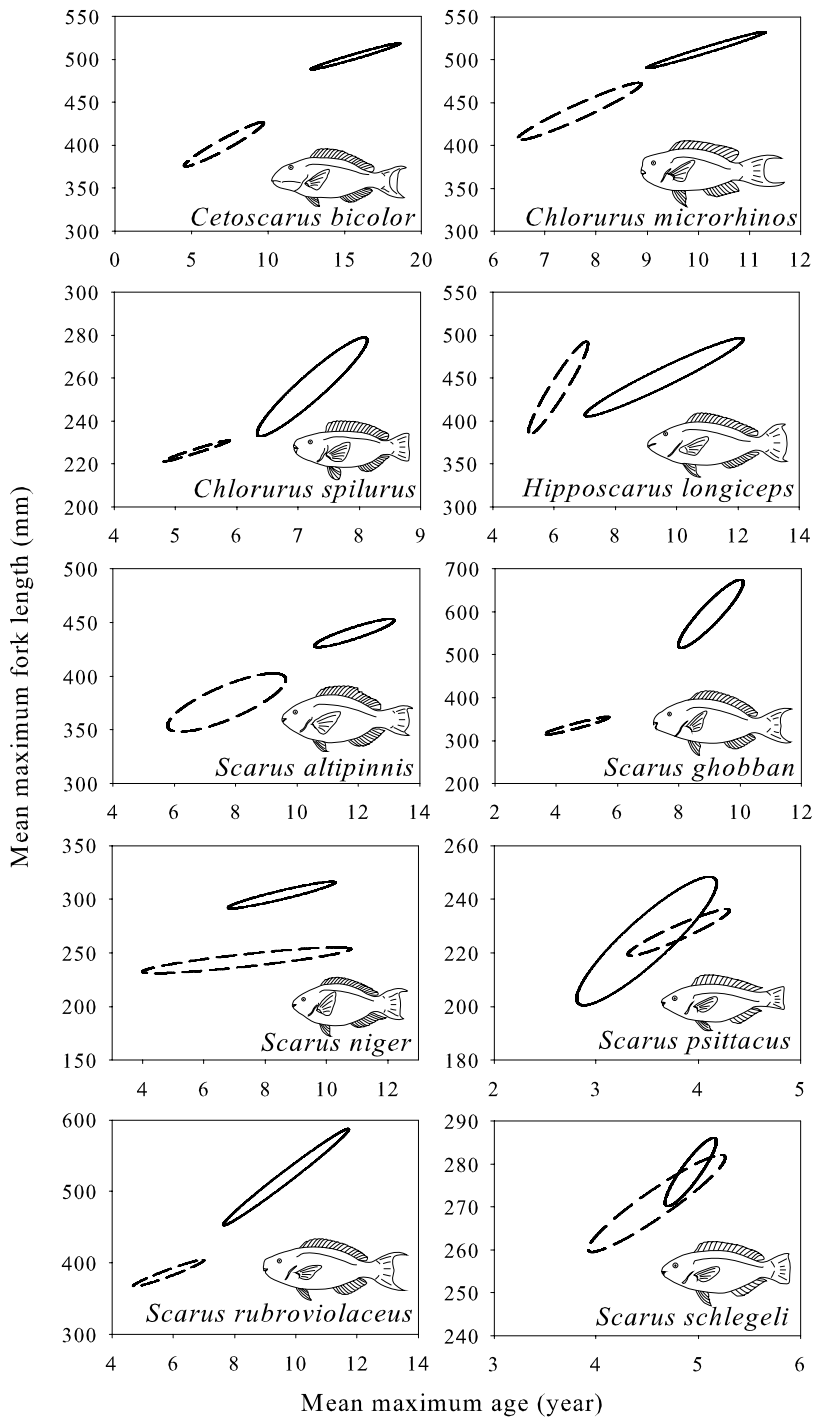 550
500
450
400
350
300
Cetoscarus bicolor
0 5 10 15 20
550
500
450
400
350
300
Chlorurus microrhinos
6 7 8 9 10 11 12
300
280
260
240
220
200
Chlorurus spilurus
4 5 6 7 8 9
550
500
450
400
350
300
Hipposcarus longiceps
4 6 8 10 12 14
Mean maximum fork length (mm)
500
400
300
Scarus altipinnis
4 6 8 10 12 14
700
600
500
400
300
200
Scarus ghobban
2 4 6 8 10 12
350
300
250
200
150
Scarus niger
4 6 8 10 12
260
240
220
200
180
Scarus psittacus
2 3 4 5
600
500
400
300
Scarus rubroviolaceus
4 6 8 10 12 14
290
280
270
260
250
240
Scarus schlegeli
3 4 5 6
Mean maximum age (year)